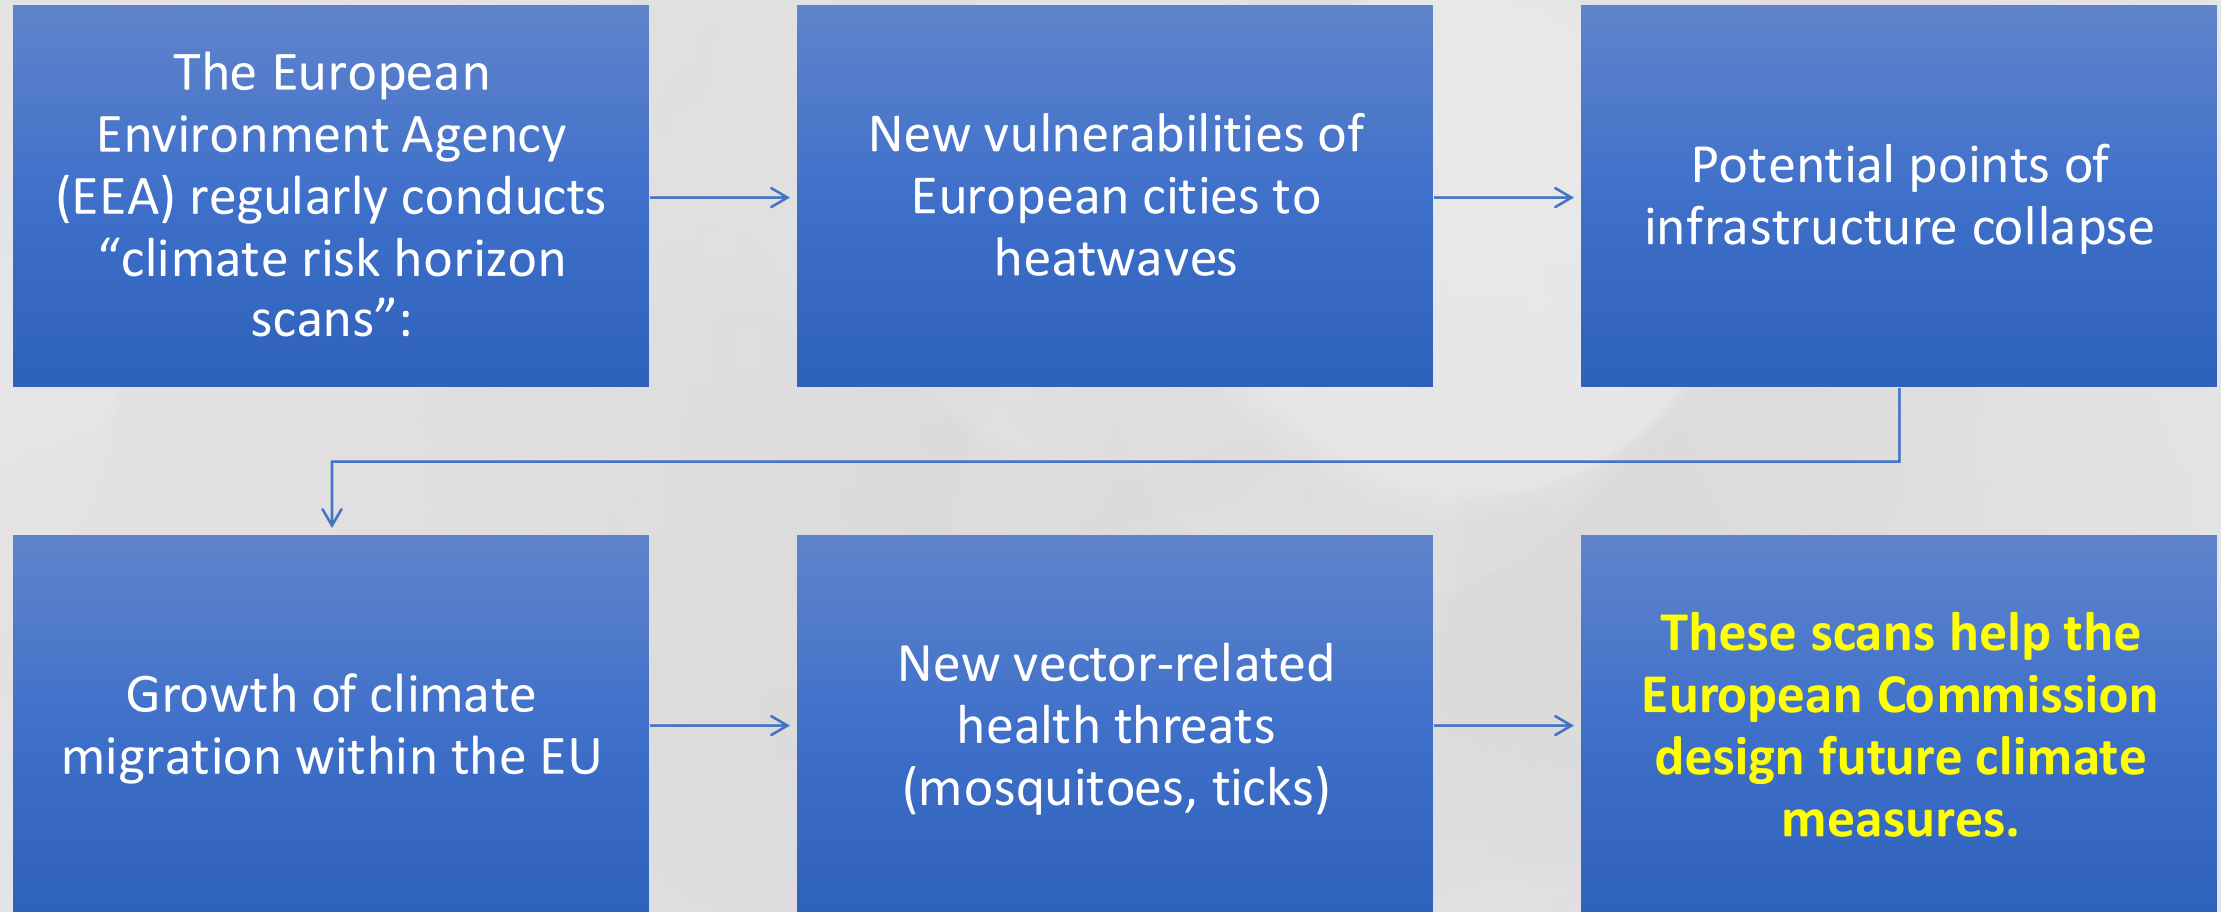 The European
Environment Agency
(EEA) regularly conducts
“climate risk horizon
scans”:
New vulnerabilities of
European cities to
heatwaves
Potential points of
infrastructure collapse
Growth of climate
migration within the EU
New vector-related
health threats
(mosquitoes, ticks)
These scans help the
European Commission
design future climate
measures.